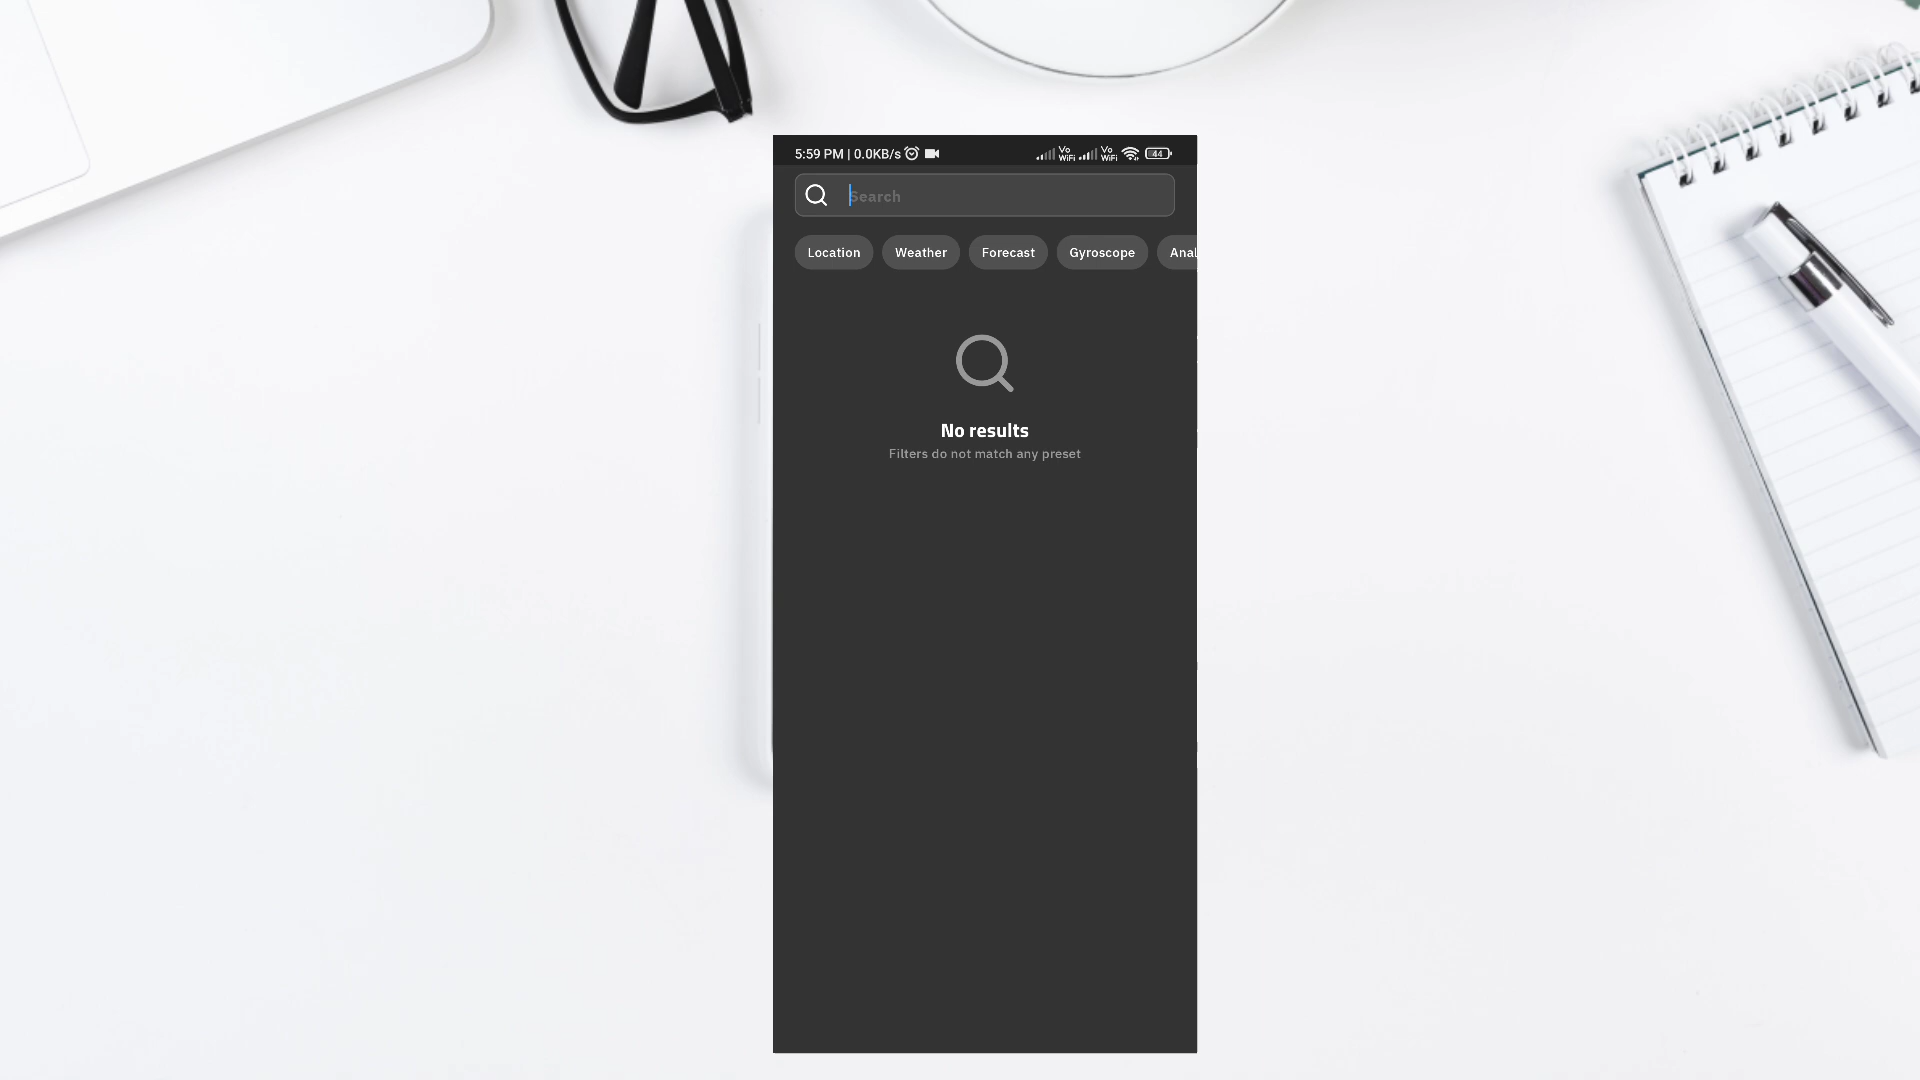 5:59 PM | 0.0KB/s
Vo WiFi Vo WiFi 44
Search
Location Weather Forecast Gyroscope Anal
No results
Filters do not match any preset